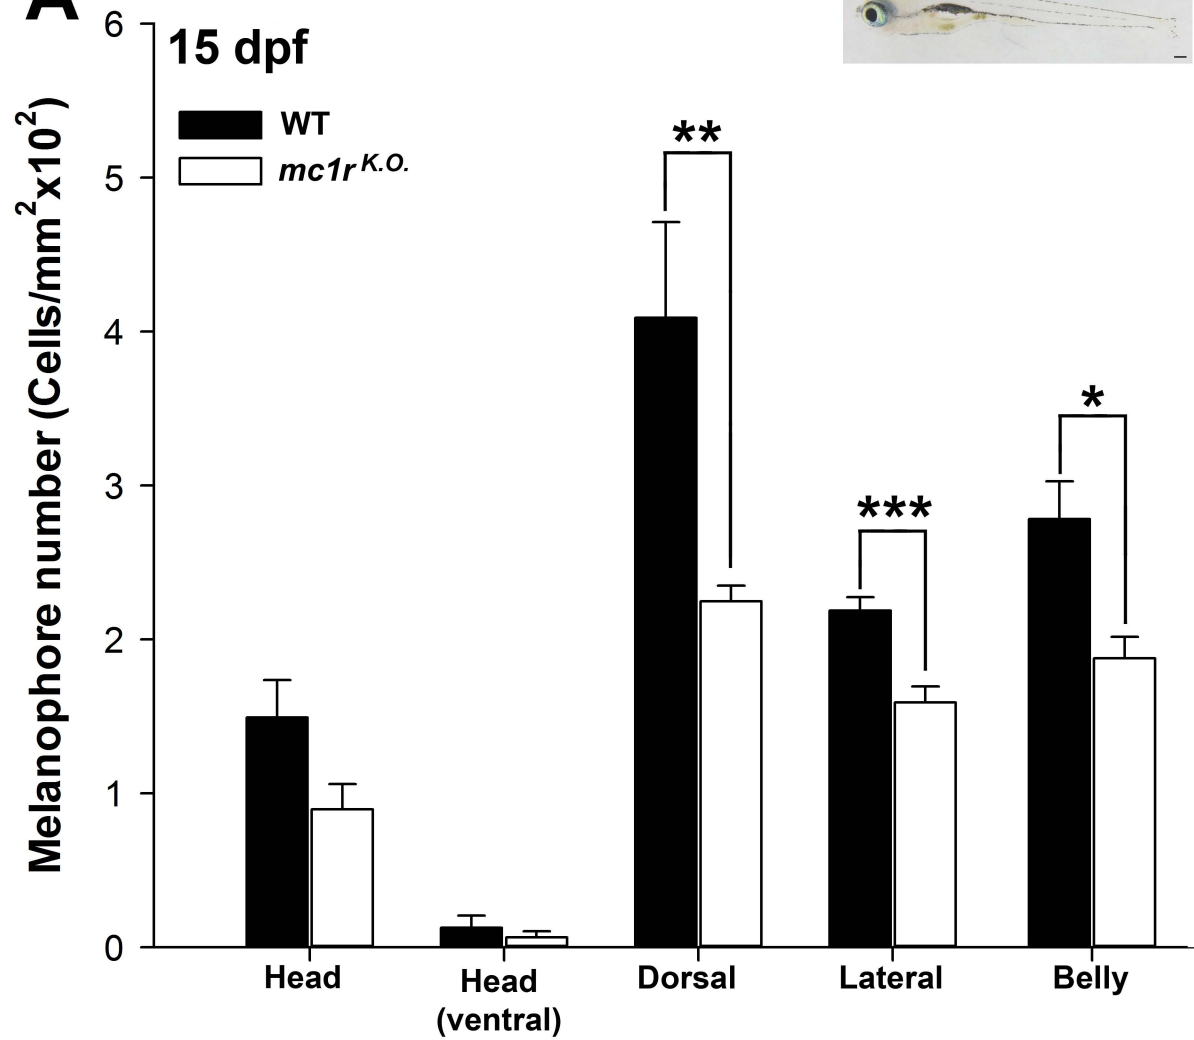 A
6
15 dpf
WT
mc1r K.O.
5
4
3
2
1
0
Melanophore number (Cells/mm²x10²)
**
***
*
Head
Head
(ventral)
Dorsal
Lateral
Belly